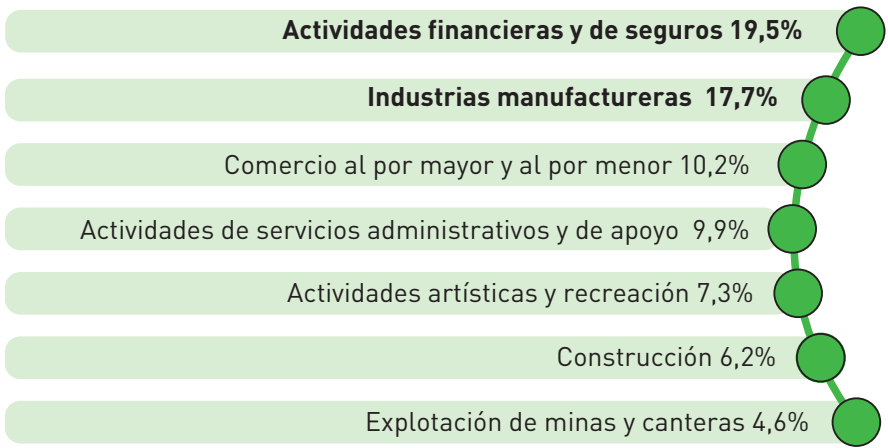 Actividades financieras y de seguros 19,5%
Industrias manufactureras 17,7%
Comercio al por mayor y al por menor 10,2%
Actividades de servicios administrativos y de apoyo 9,9%
Actividades artísticas y recreación 7,3%
Construcción 6,2%
Explotación de minas y canteras 4,6%